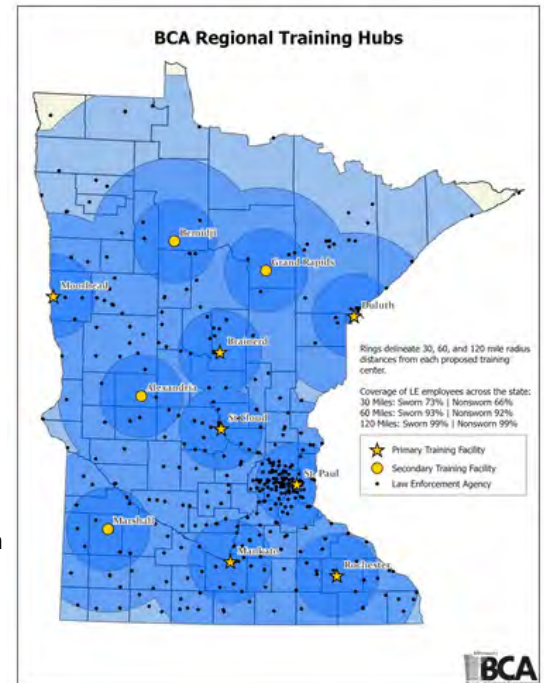 BCA Regional Training Hubs
Bemidji
Grand Rapids
Moorhead
Duluth
Brainerd
Rings delineate 30, 60, and 120 mile radius
distances from each proposed training
center.
Coverage of LE employees across the state:
30 Miles: Sworn 73% | Nonsworn 66%
60 Miles: Sworn 93% | Nonsworn 92%
120 Miles: Sworn 99% | Nonsworn 99%
Alexandria
St. Cloud
Primary Training Facility
Secondary Training Facility
Law Enforcement Agency
St. Paul
Marshall
Mankato
Rochester
BCA